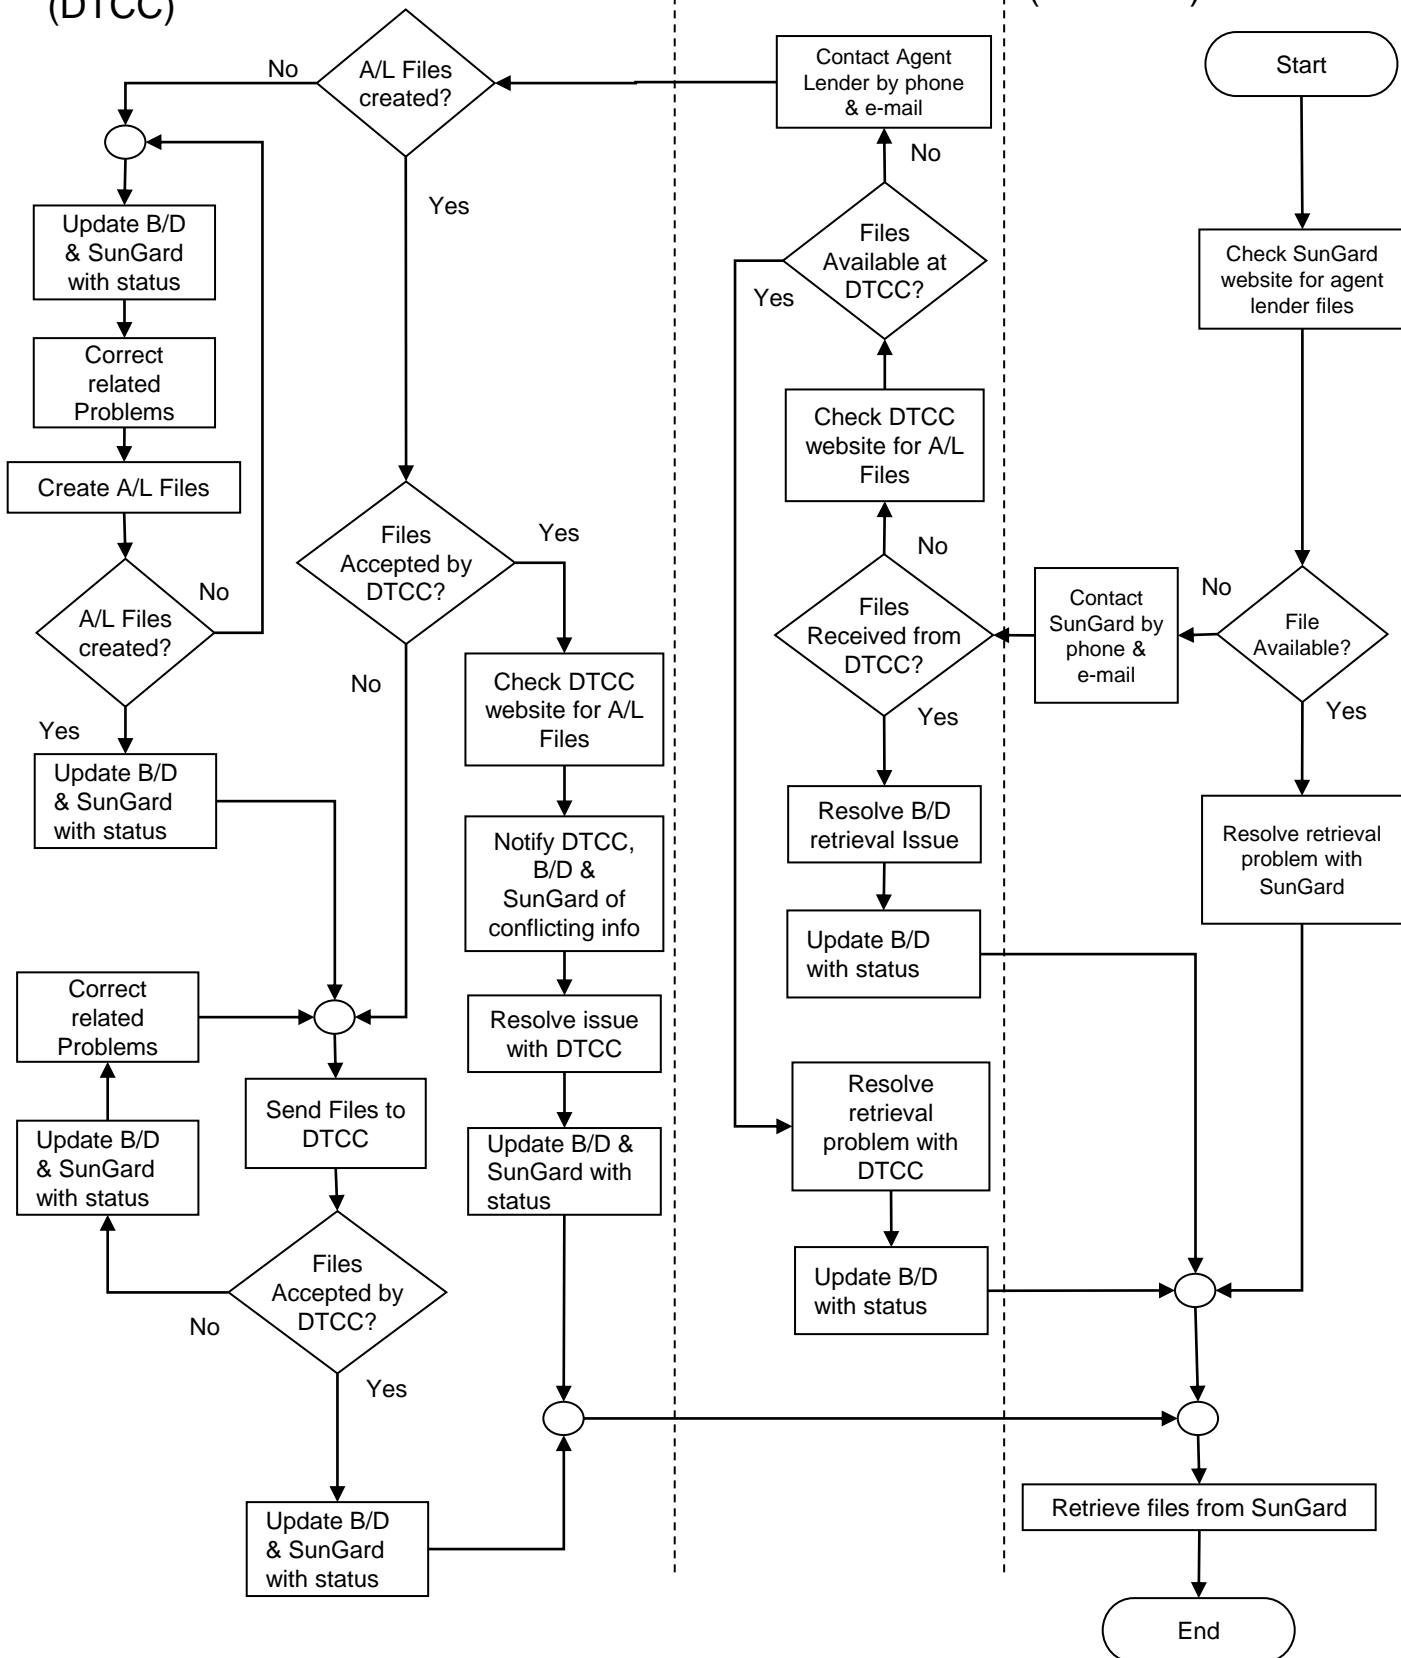 (DTCC)
A/L Files
created?
No
Yes
Update B/D
& SunGard
with status
Correct
related
Problems
Create A/L Files
A/L Files
created?
No
Yes
Update B/D
& SunGard
with status
Files
Accepted by
DTCC?
Yes
No
Check DTCC
website for A/L
Files
Notify DTCC,
B/D &
SunGard of
conflicting info
Resolve issue
with DTCC
Update B/D &
SunGard with
status
Correct
related
Problems
Update B/D
& SunGard
with status
Send Files to
DTCC
Files
Accepted by
DTCC?
No
Yes
Update B/D
& SunGard
with status
Contact Agent
Lender by phone
& e-mail
No
Files
Available at
DTCC?
Yes
Check DTCC
website for A/L
Files
No
Files
Received from
DTCC?
Yes
Resolve B/D
retrieval Issue
Update B/D
with status
Resolve
retrieval
problem with
DTCC
Update B/D
with status
Start
Check SunGard
website for agent
lender files
File
Available?
No
Yes
Contact
SunGard by
phone &
e-mail
Resolve retrieval
problem with
SunGard
Retrieve files from SunGard
End